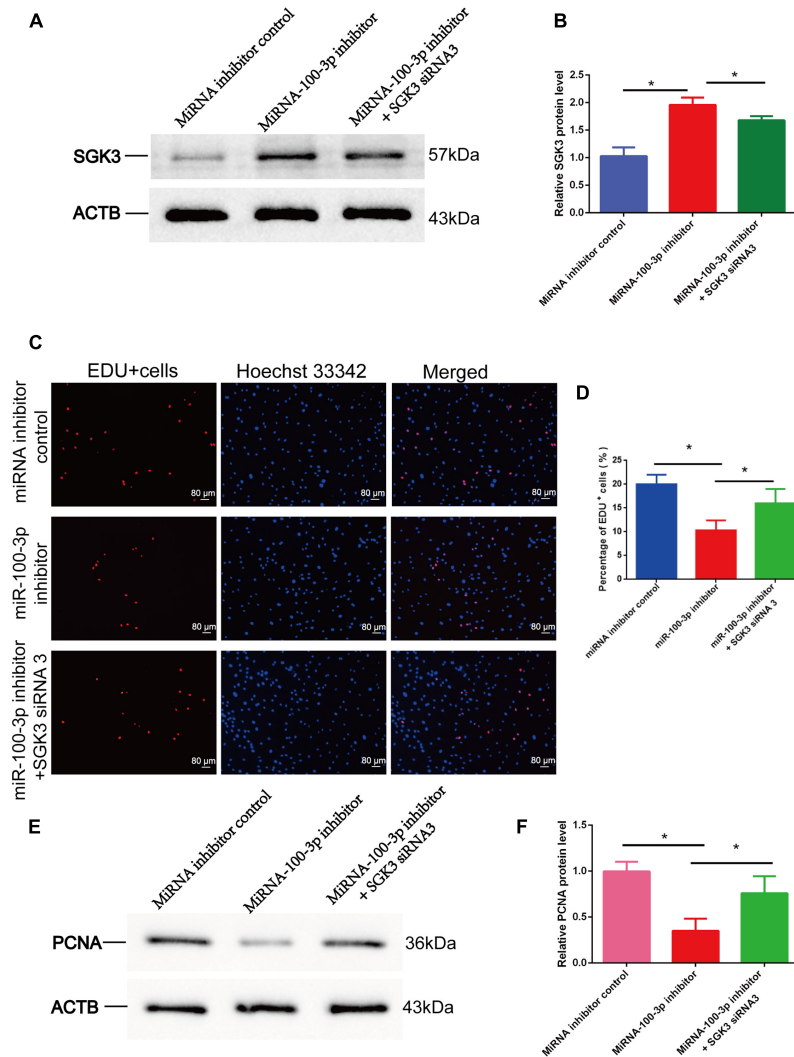 A
MiRNA inhibitor control
MiRNA-100-3p inhibitor
MiRNA-100-3p inhibitor
+ SGK3 siRNA3
SGK3
57kDa
ACTB
43kDa
B
Relative SGK3 protein level
2.5
2.0
1.5
1.0
0.5
0.0
*
*
MiRNA inhibitor control
MiRNA-100-3p inhibitor
MiRNA-100-3p inhibitor
+ SGK3 siRNA3
C
EDU+cells
Hoechst 33342
Merged
miRNA inhibitor
control
80 µm
80 µm
80 µm
miR-100-3p
inhibitor
80 µm
80 µm
80 µm
miR-100-3p inhibitor
+SGK3 siRNA 3
80 µm
80 µm
80 µm
D
Percentage of EDU + cells ( % )
25
20
15
10
5
0
*
*
miRNA inhibitor control
miR-100-3p inhibitor
miR-100-3p inhibitor
+ SGK3 siRNA 3
E
MiRNA inhibitor control
MiRNA-100-3p inhibitor
MiRNA-100-3p inhibitor
+ SGK3 siRNA3
PCNA
36kDa
ACTB
43kDa
F
Relative PCNA protein level
1.5
1.0
0.5
0.0
*
*
MiRNA inhibitor control
MiRNA-100-3p inhibitor
MiRNA-100-3p inhibitor
+ SGK3 siRNA3